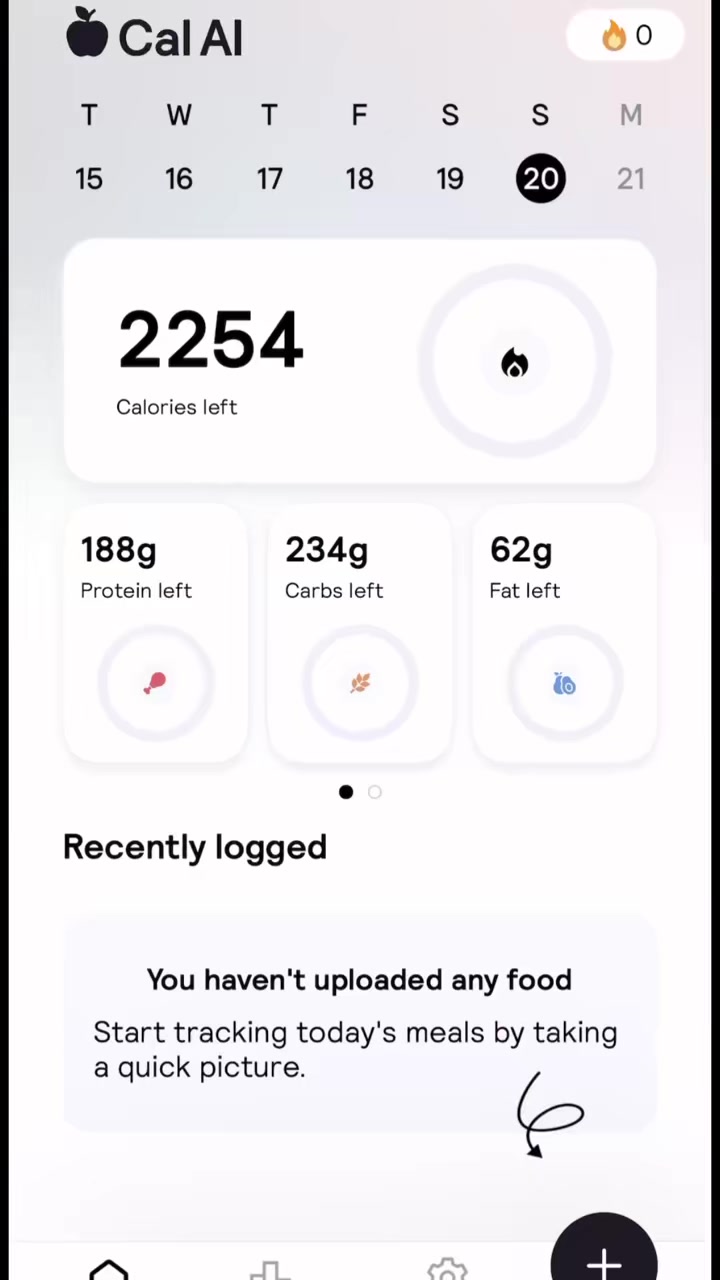 Cal AI
0
T W T F S S M
15 16 17 18 19 20 21
2254
Calories left
188g
Protein left
234g
Carbs left
62g
Fat left
Recently logged
You haven't uploaded any food
Start tracking today's meals by taking
a quick picture.